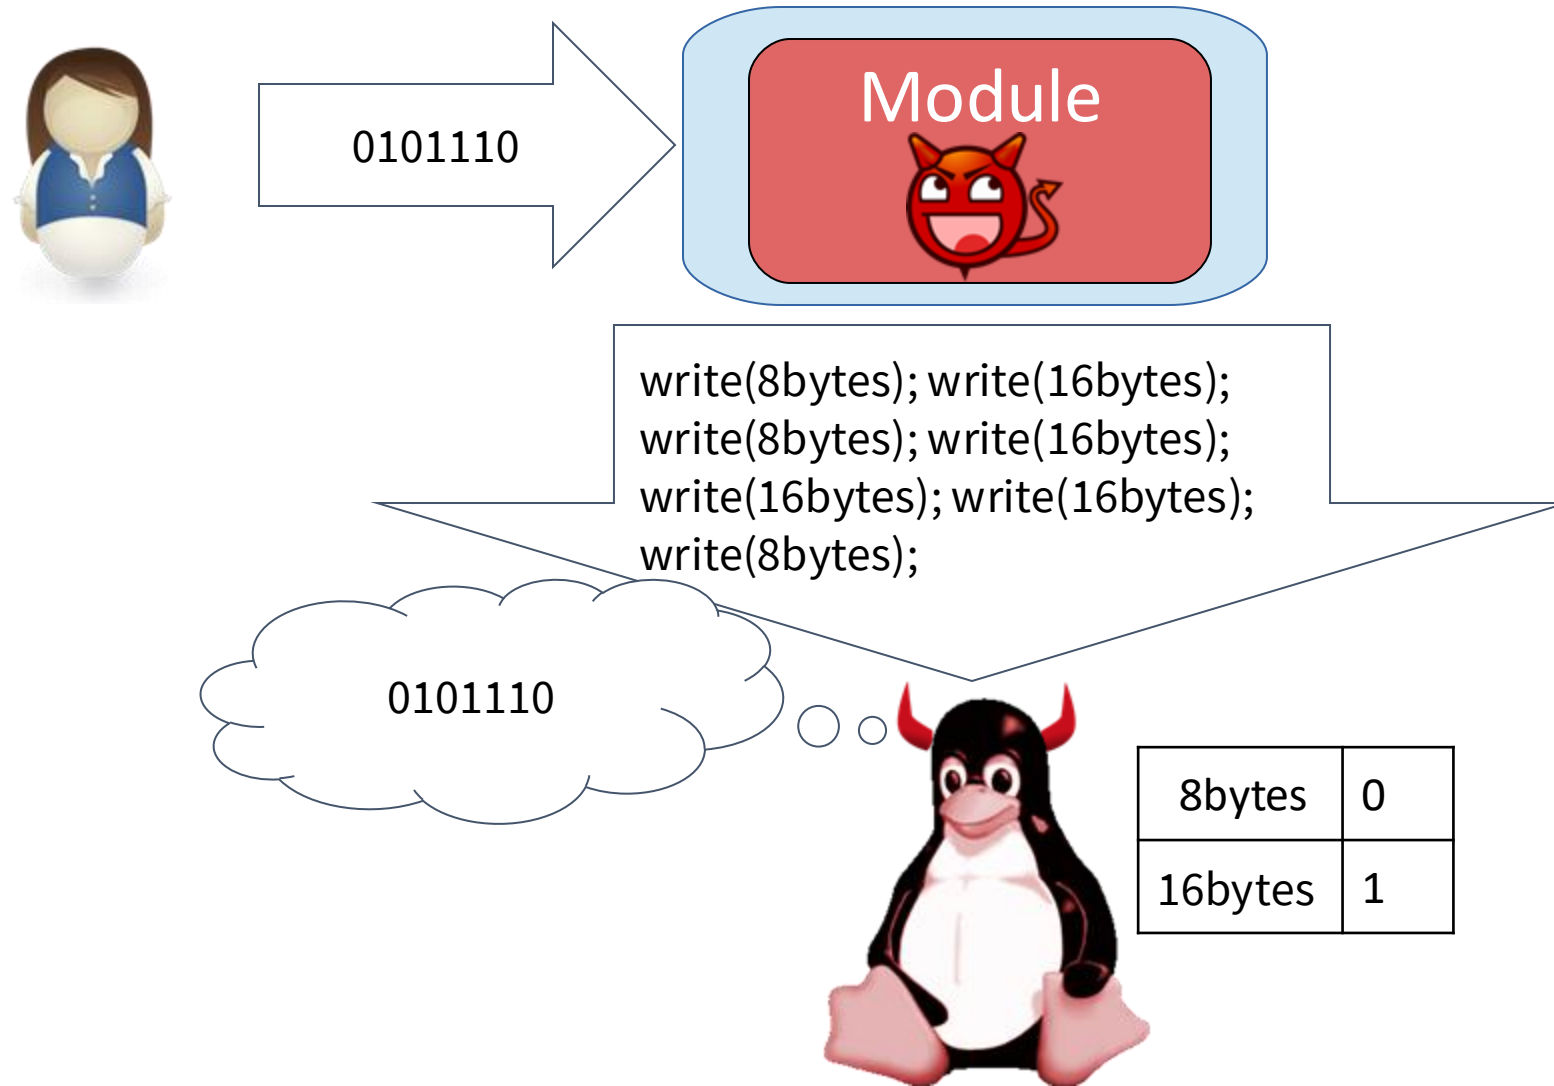 0101110
Module
write(8bytes); write(16bytes);
write(8bytes); write(16bytes);
write(16bytes); write(16bytes);
write(8bytes);
0101110
8bytes 0
16bytes 1